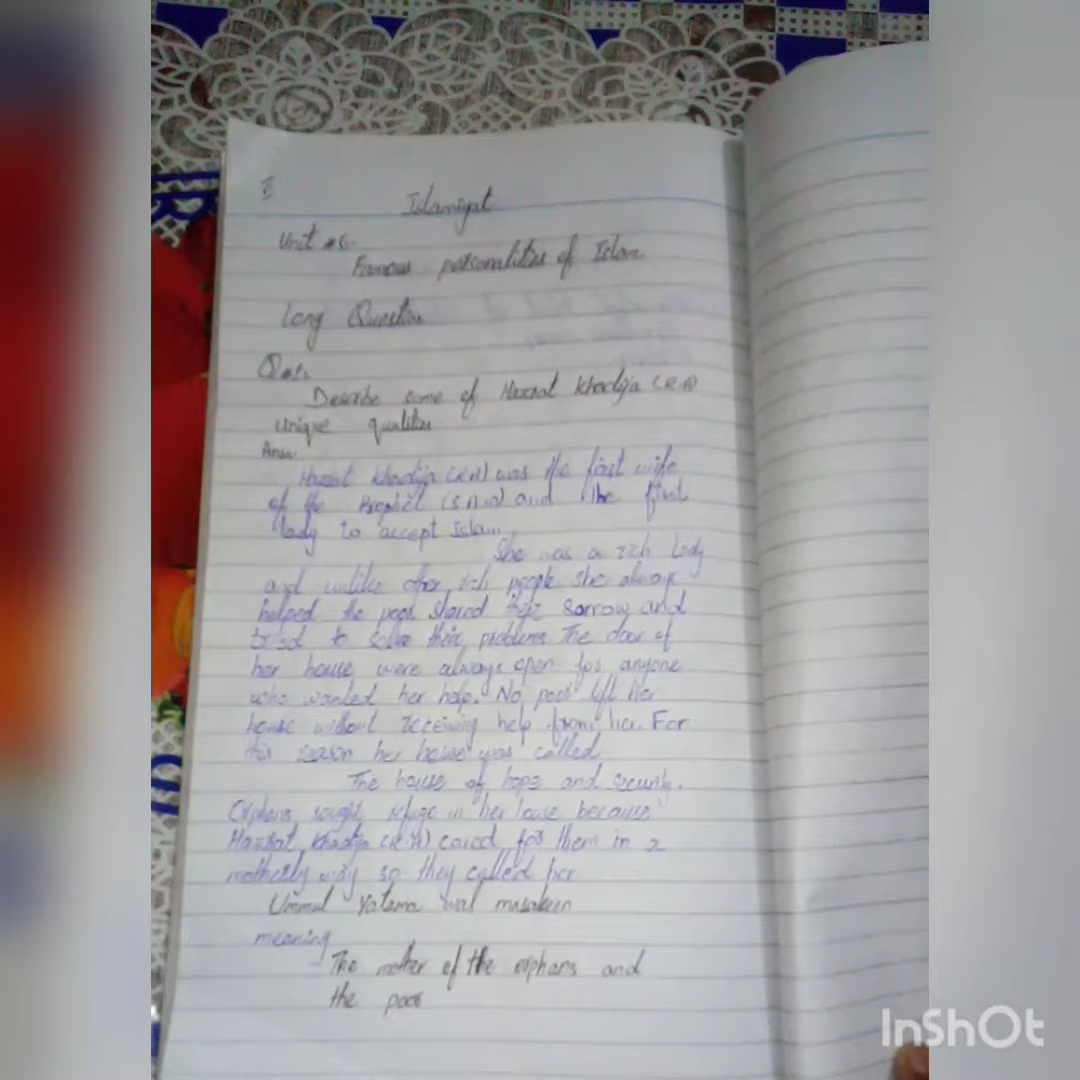 V
Islamiyat
Unit #5:
Famous personalities of Islam
Long Question
Q#1.
Describe some of Hazrat Khadija (R.A)
unique qualities
Ans:
Hazrat Khadija (R.A) was the first wife
of the Prophet (S.A.W) and the first
lady to accept Islam.
She was a rich lady
and unlike other rich people she always
helped the poor shared their sorrow and
tried to solve their problems The door of
her house were always open for anyone
who wanted her help. No poor left her
house without receiving help from her. For
this reason her house was called
The house of hope and security.
Orphans sought refuge in her house because
Hazrat Khadija (R.A) cared for them in a
motherly way so they called her
Ummul Yatama wal masakeen
meaning
The mother of the orphans and
the poor
InShOt